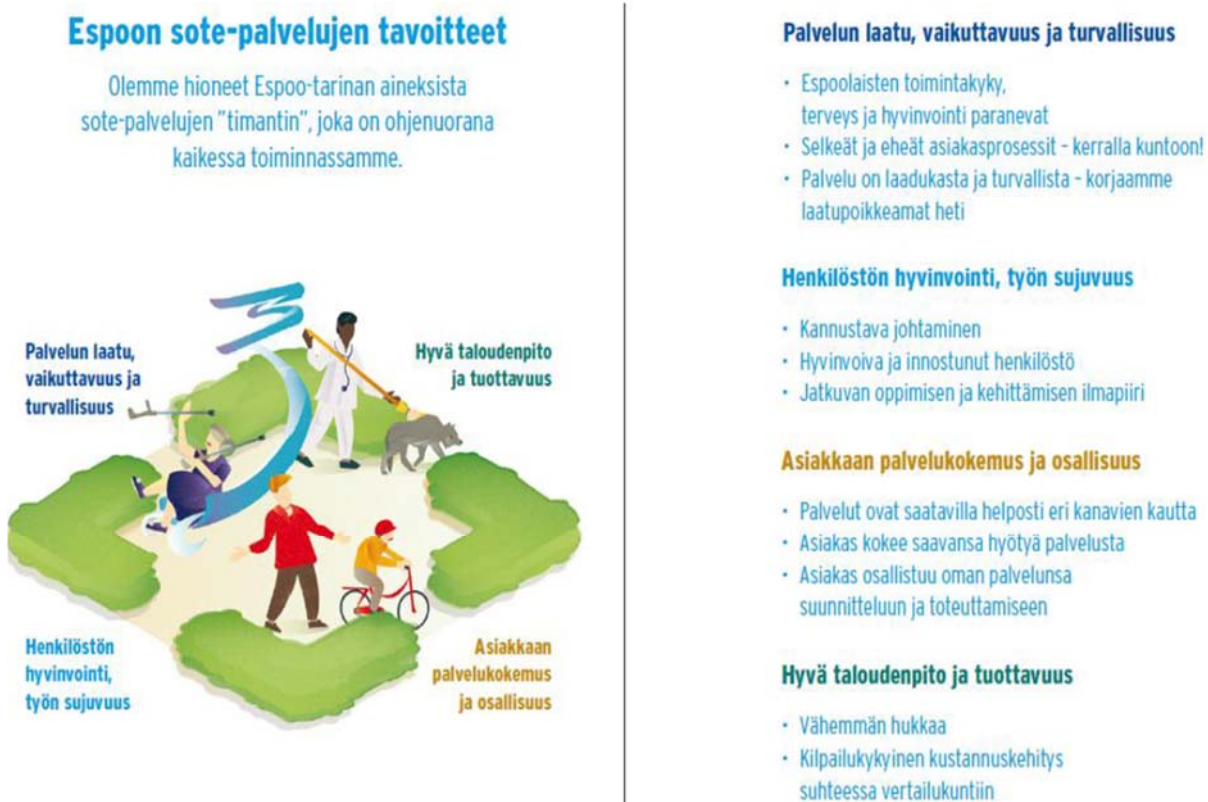 Espoon sote-palvelujen tavoitteet
Olemme hioneet Espoo-tarinan aineksista
sote-palvelujen "timantin", joka on ohjenuorana
kaikessa toiminnassamme.
Palvelun laatu,
vaikuttavuus ja
turvallisuus
Hyvä taloudenpito
ja tuottavuus
Henkilöstön
hyvinvointi,
työn sujuvuus
Asiakkaan
palvelukokemus
ja osallisuus
Palvelun laatu, vaikuttavuus ja turvallisuus
• Espoolaisten toimintakyky,
terveys ja hyvinvointi paranevat
• Selkeät ja eheät asiakasprosessit - kerralla kuntoon!
• Palvelu on laadukasta ja turvallista - korjaamme
laatupoikkeamat heti
Henkilöstön hyvinvointi, työn sujuvuus
• Kannustava johtaminen
• Hyvinvoiva ja innostunut henkilöstö
• Jatkuvan oppimisen ja kehittämisen ilmapiiri
Asiakkaan palvelukokemus ja osallisuus
• Palvelut ovat saatavilla helposti eri kanavien kautta
• Asiakas kokee saavansa hyötyä palvelusta
• Asiakas osallistuu oman palvelunsa
suunnitteluun ja toteuttamiseen
Hyvä taloudenpito ja tuottavuus
• Vähemmän hukkaa
• Kilpailukykyinen kustannuskehitys
suhteessa vertailukuntiin